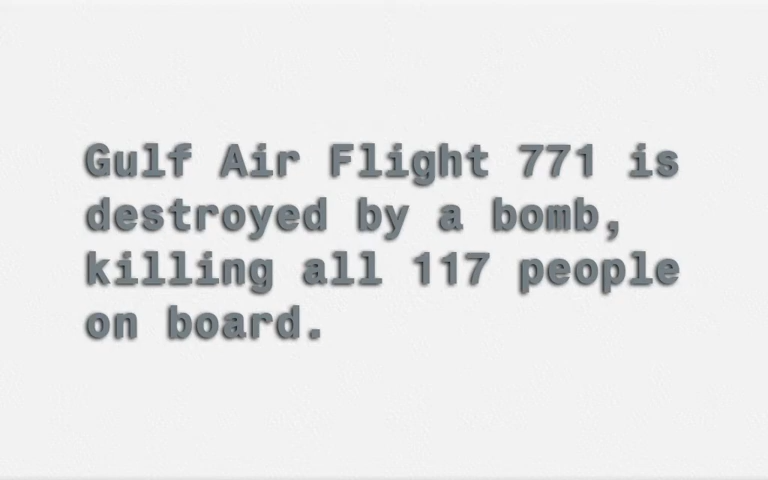 Gulf Air Flight 771 is
destroyed by a bomb,
killing all 117 people
on board.